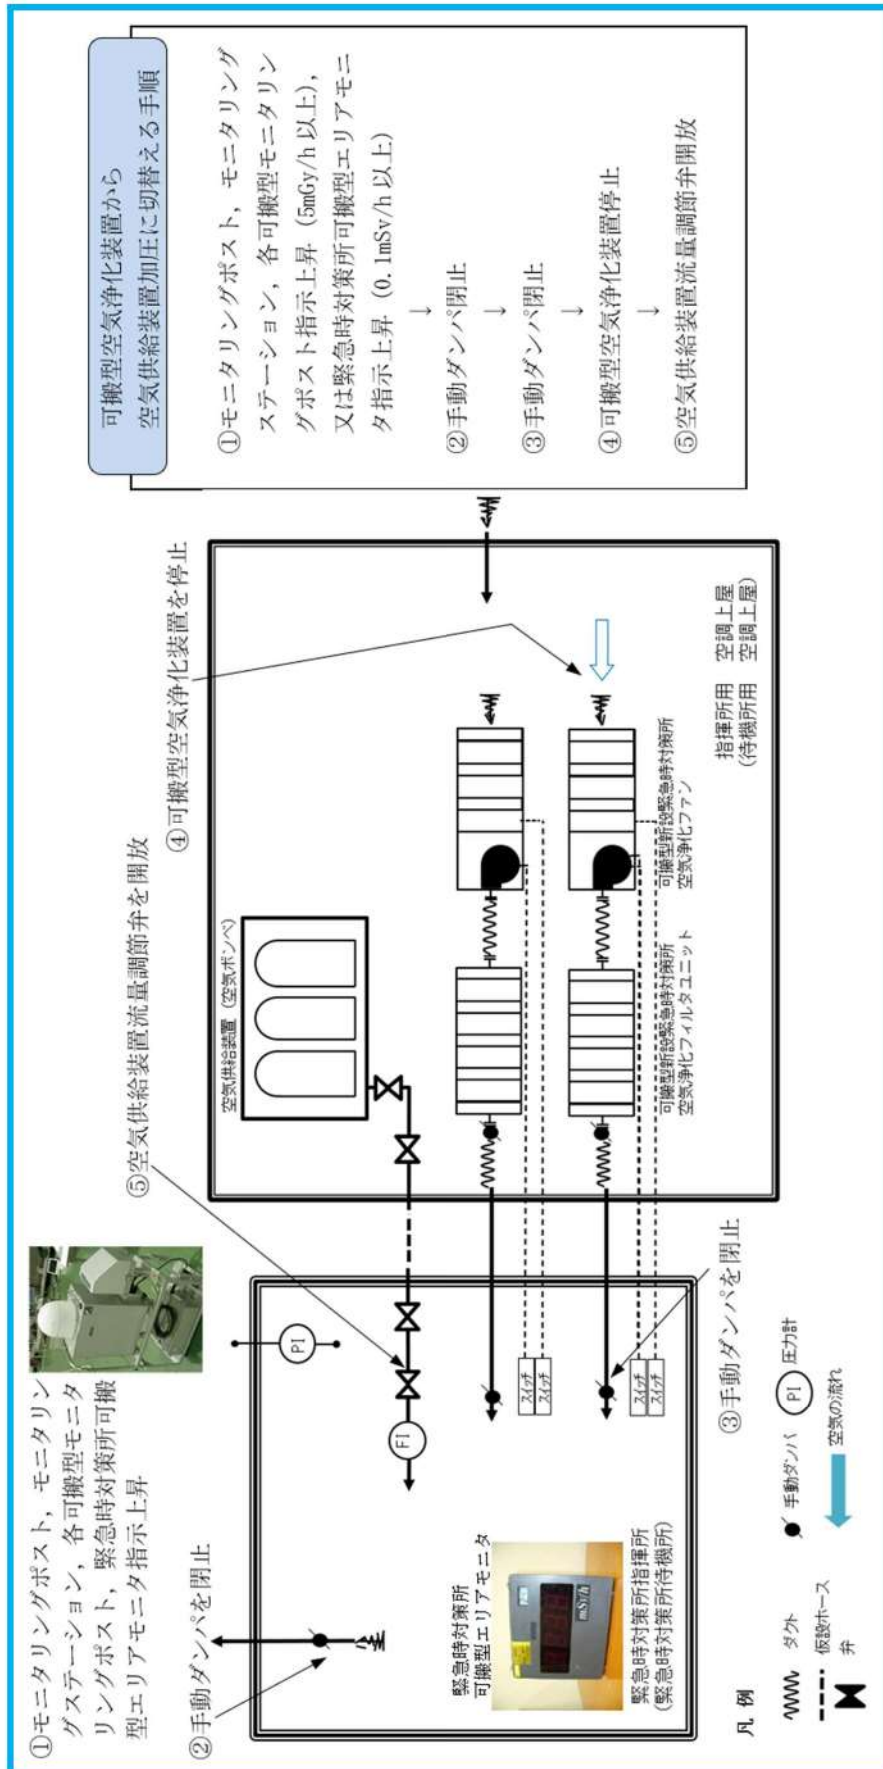 可搬型空気浄化装置から
空気供給装置加圧に切替える手順
①モニタリングポスト，モニタリング
ステーション，各可搬型モニタリン
グポスト指示上昇（5mGy/h 以上），
又は緊急時対策所可搬型エリアモニ
タ指示上昇（0.1mSv/h 以上）
↓
②手動ダンパ閉止
↓
③手動ダンパ閉止
↓
④可搬型空気浄化装置停止
↓
⑤空気供給装置流量調節弁開放
①モニタリングポスト，モニタリン
グステーション，各可搬型モニタ
リングポスト，緊急時対策所可搬
型エリアモニタ指示上昇
②手動ダンパを閉止
⑤空気供給装置流量調節弁を開放
④可搬型空気浄化装置を停止
空気供給装置（空気ボンベ）
PI
FI
緊急時対策所
可搬型エリアモニタ
mSv/h
緊急時対策所指揮所
(緊急時対策所待機所)
スイッチ
スイッチ
スイッチ
スイッチ
③手動ダンパを閉止
可搬型新設緊急時対策所
空気浄化フィルタユニット
可搬型新設緊急時対策所
空気浄化ファン
指揮所用　空調上屋
(待機所用　空調上屋)
凡 例
ダクト
手動ダンパ
PI
圧力計
仮設ホース
空気の流れ
弁